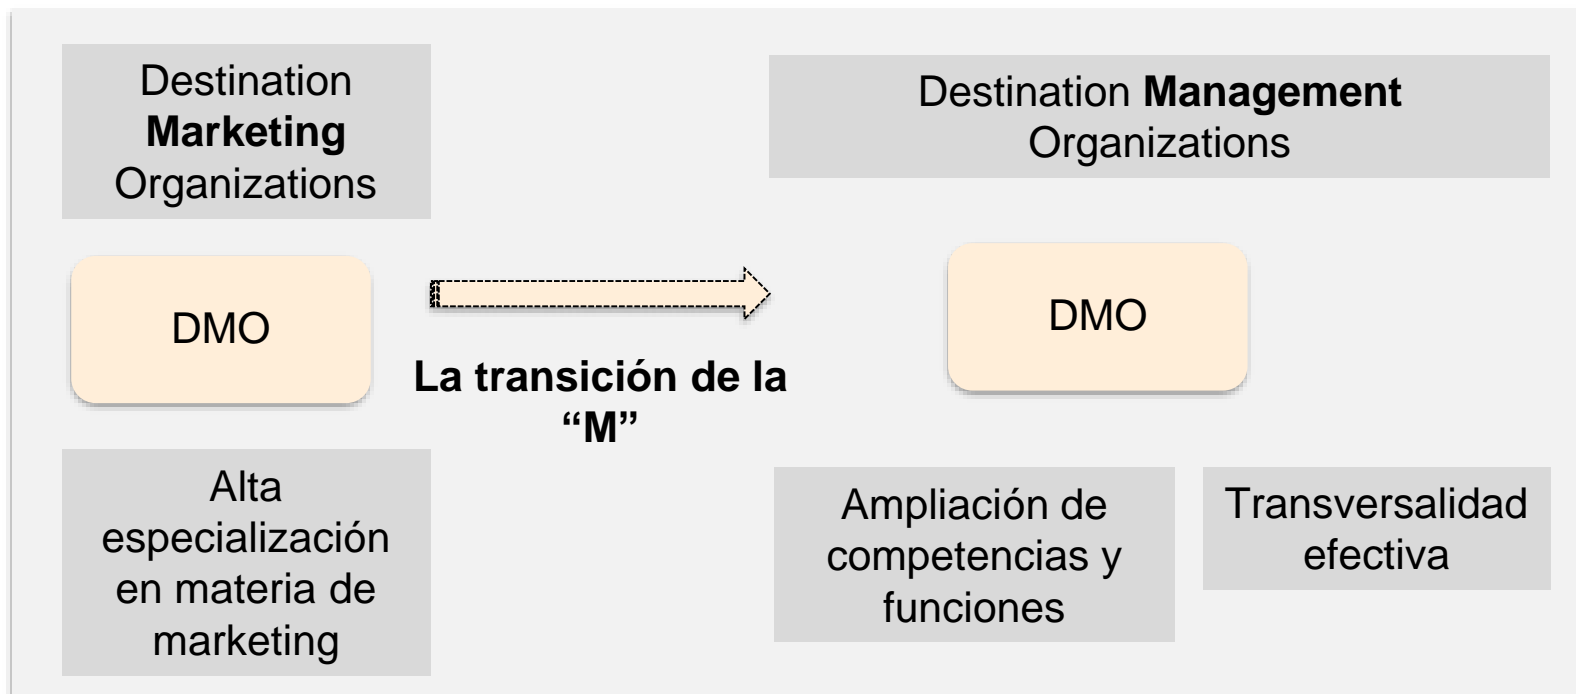 Destination
Marketing
Organizations
Destination Management
Organizations
DMO
DMO
La transición de la
“M”
Alta
especialización
en materia de
marketing
Ampliación de
competencias y
funciones
Transversalidad
efectiva